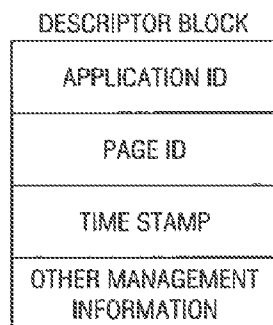 DESCRIPTOR BLOCK
APPLICATION ID
PAGE ID
TIME STAMP
OTHER MANAGEMENT
INFORMATION